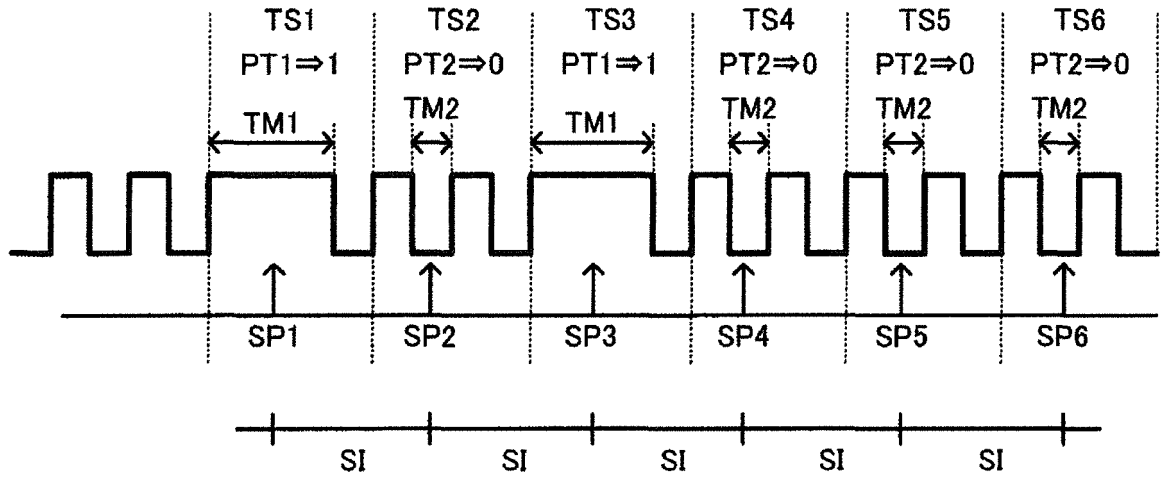 TS1 TS2 TS3 TS4 TS5 TS6
PT1⇒1 PT2⇒0 PT1⇒1 PT2⇒0 PT2⇒0 PT2⇒0
TM1 TM2 TM1 TM2 TM2 TM2
SP1 SP2 SP3 SP4 SP5 SP6
SI SI SI SI SI